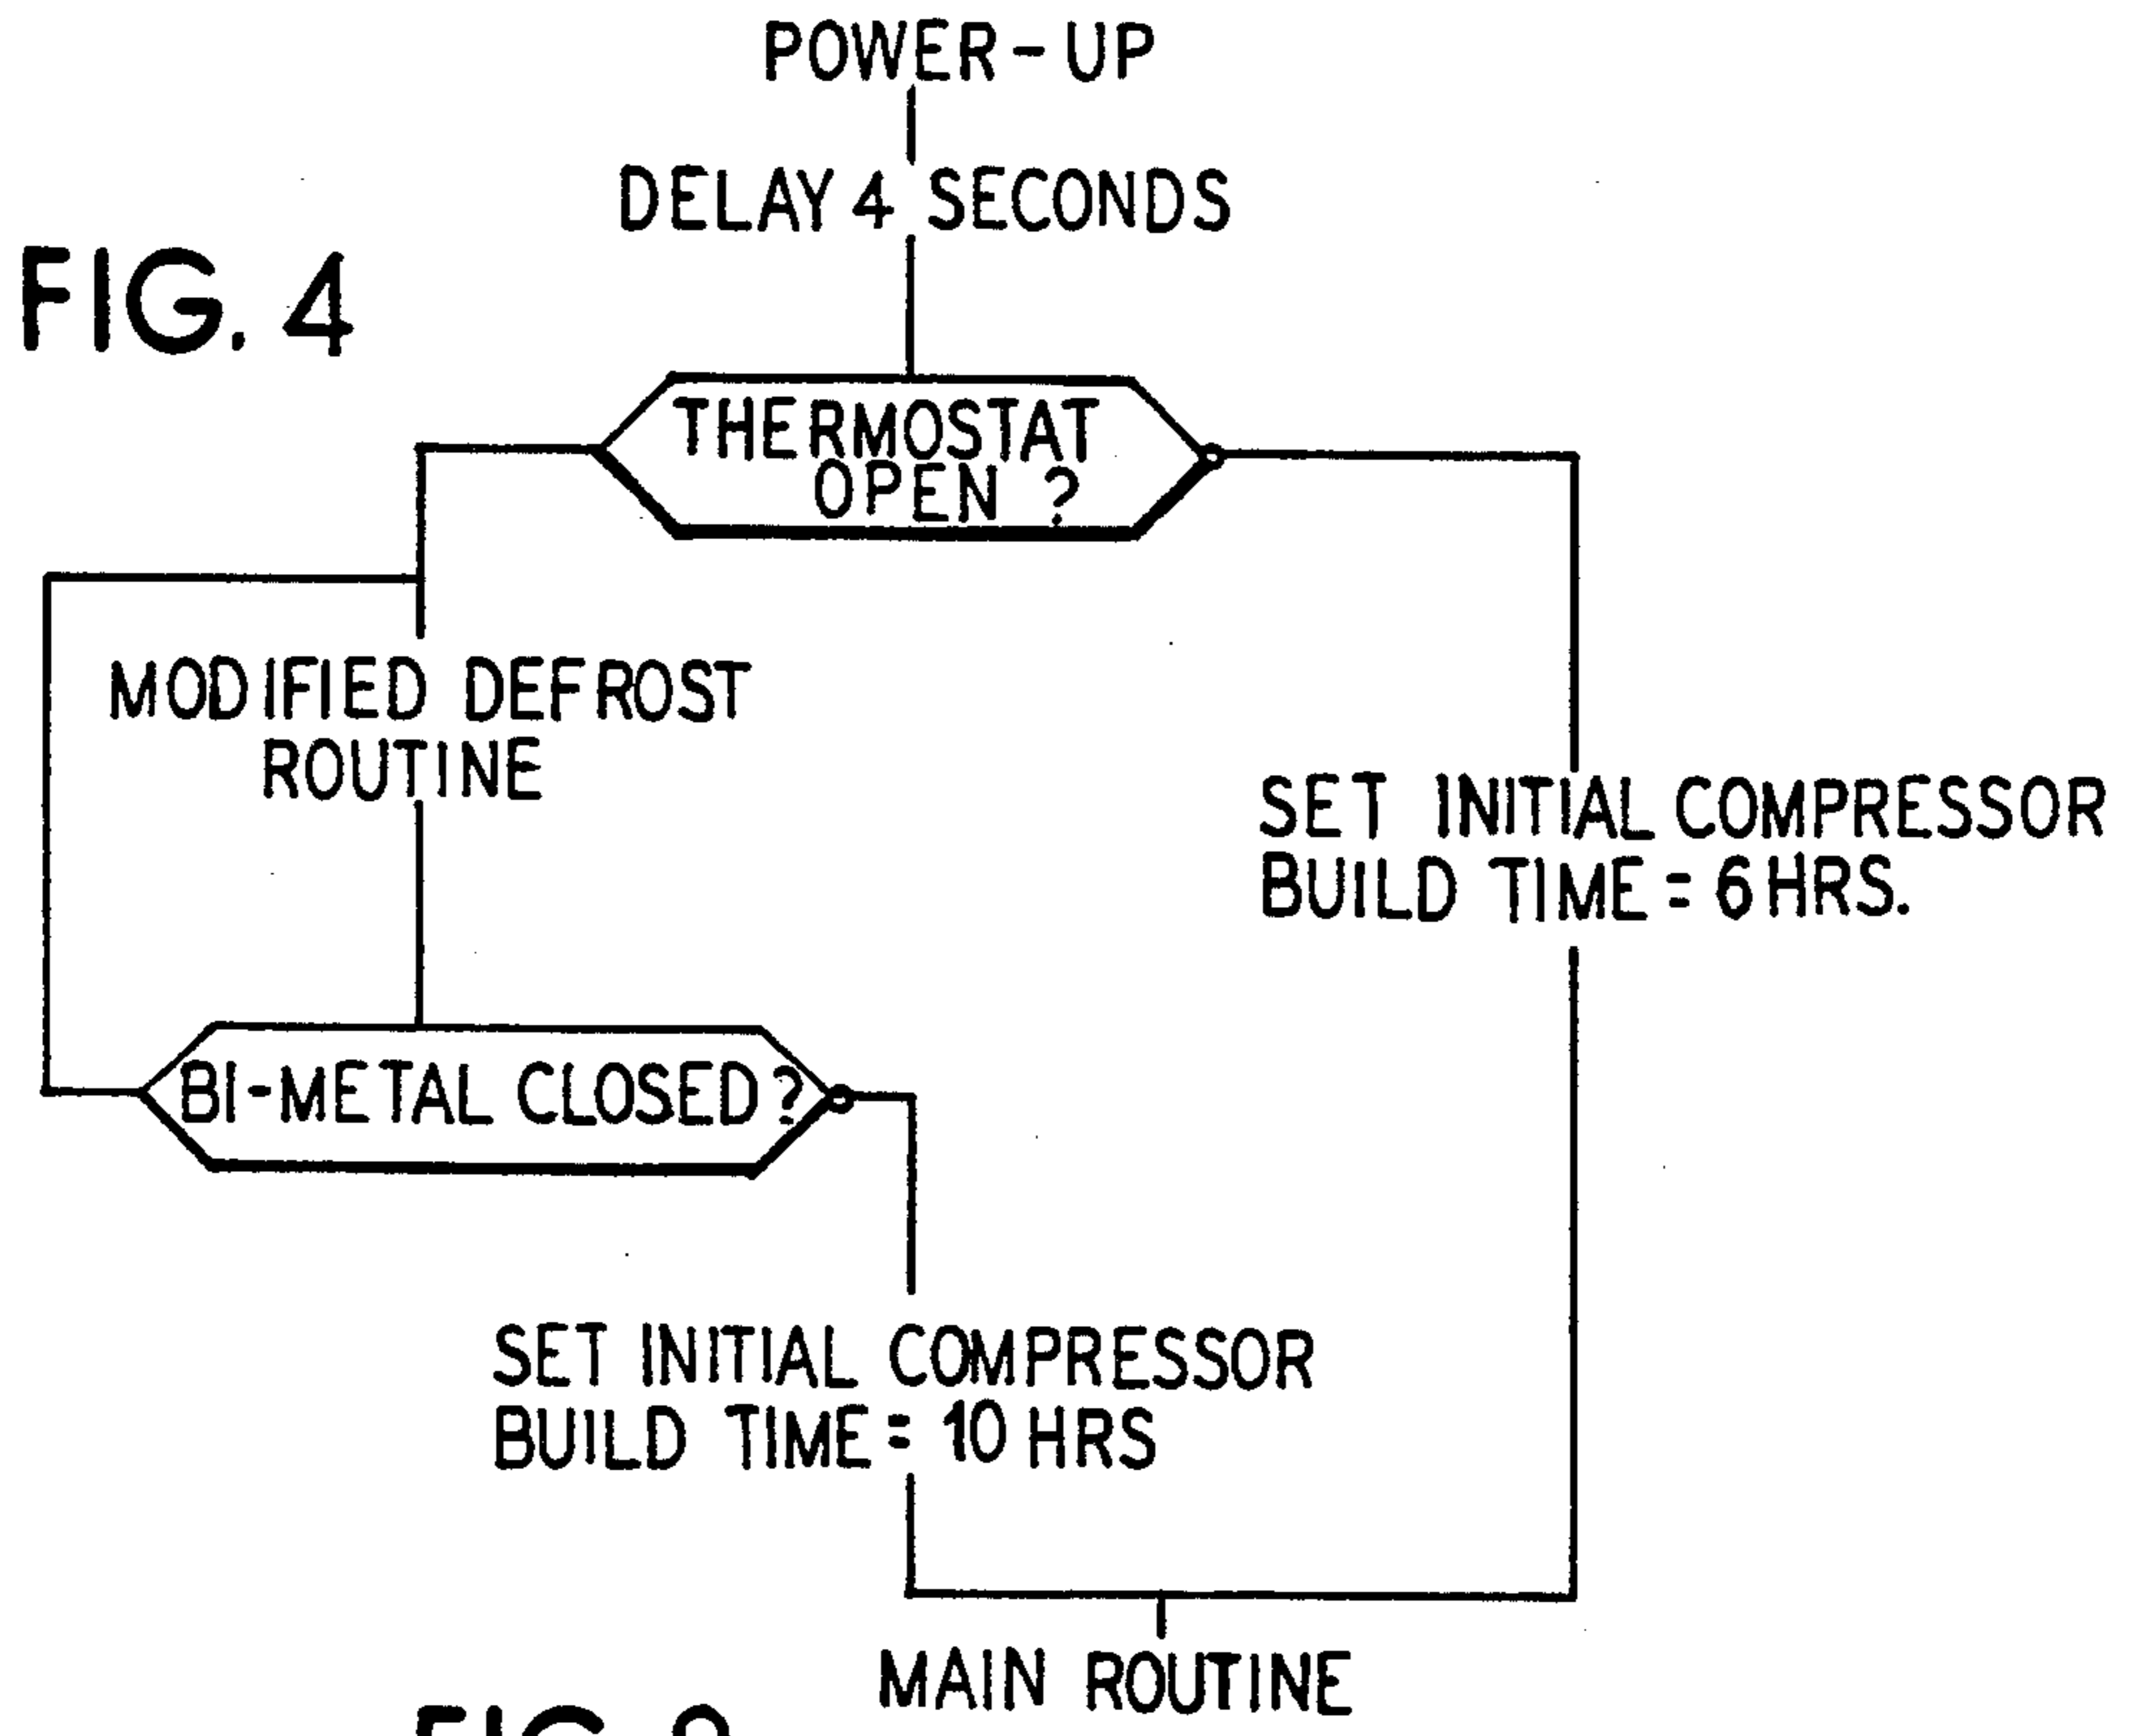 POWER-UP
DELAY 4 SECONDS
FIG. 4
THERMOSTAT
OPEN ?
MODIFIED DEFROST
ROUTINE
SET INITIAL COMPRESSOR
BUILD TIME = 6 HRS.
BI-METAL CLOSED ?
SET INITIAL COMPRESSOR
BUILD TIME = 10 HRS
MAIN ROUTINE